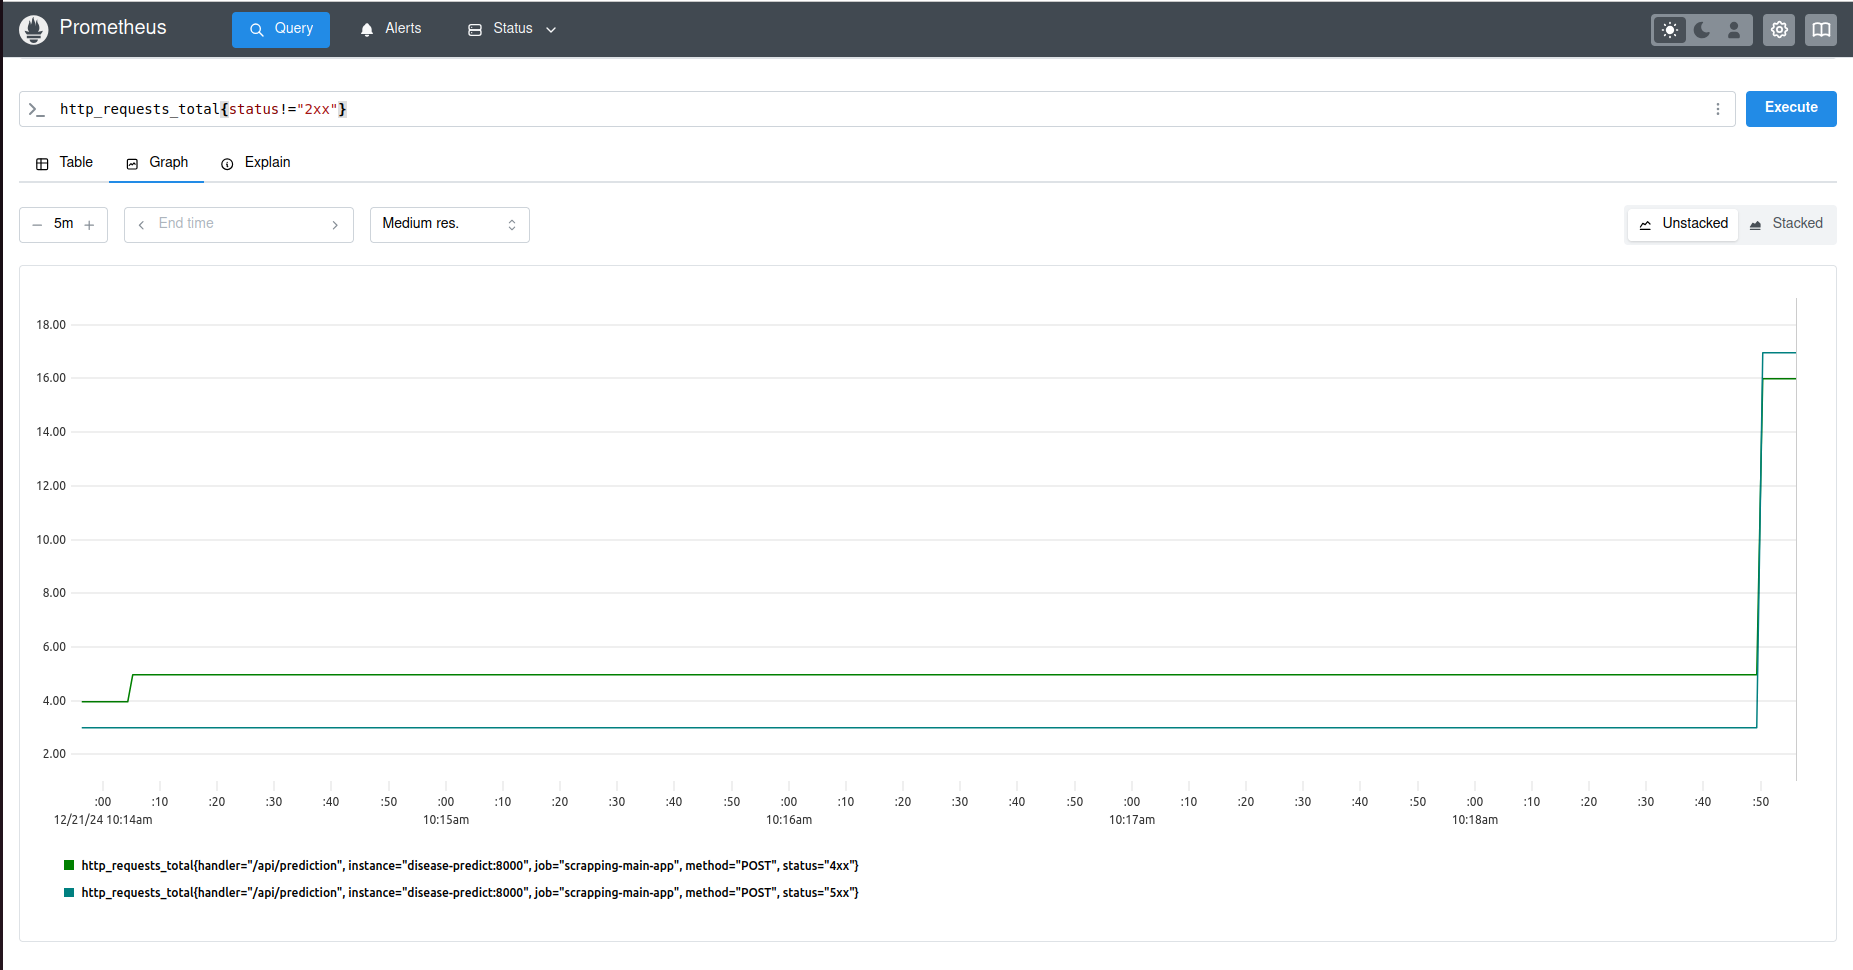 Prometheus Query Alerts Status
>_ http_requests_total{status!="2xx"} Execute
Table Graph Explain
− 5m + End time Medium res. Unstacked Stacked
18.00
16.00
14.00
12.00
10.00
8.00
6.00
4.00
2.00
:00 :10 :20 :30 :40 :50 :00 :10 :20 :30 :40 :50 :00 :10 :20 :30 :40 :50 :00 :10 :20 :30 :40 :50 :00 :10 :20 :30 :40 :50
12/21/24 10:14am 10:15am 10:16am 10:17am 10:18am
http_requests_total{handler="/api/prediction", instance="disease-predict:8000", job="scrapping-main-app", method="POST", status="4xx"}
http_requests_total{handler="/api/prediction", instance="disease-predict:8000", job="scrapping-main-app", method="POST", status="5xx"}